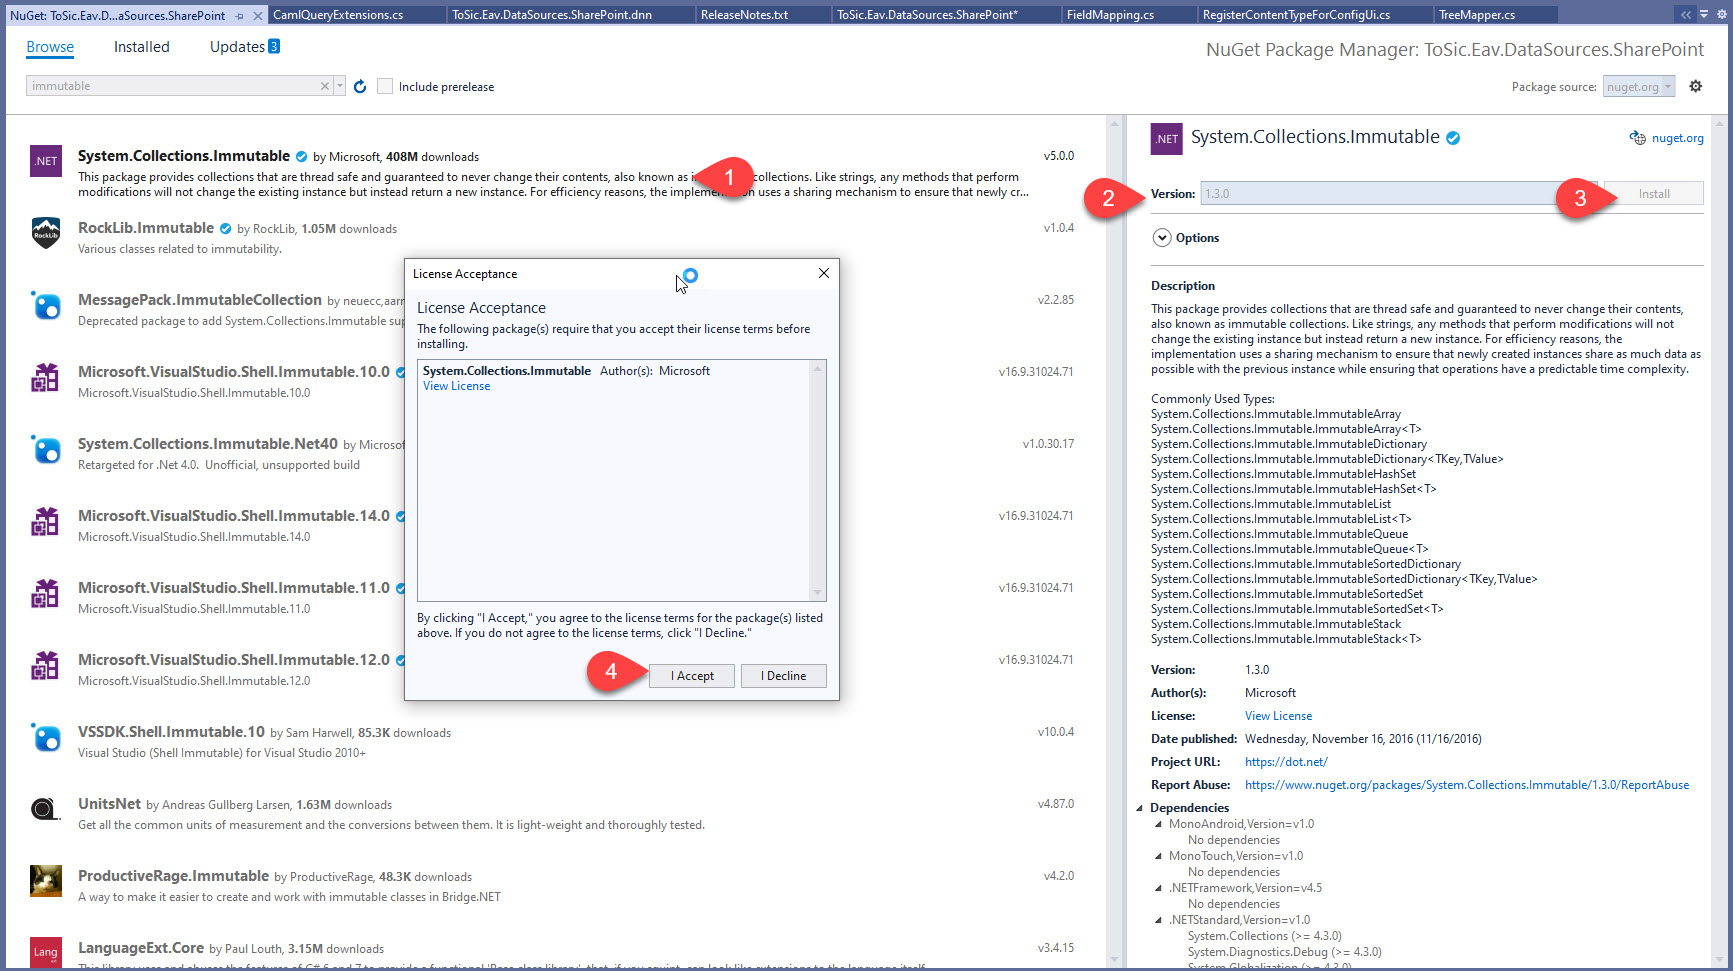 NuGet: ToSic.Eav.D...aSources.SharePoint
CamlQueryExtensions.cs
ToSic.Eav.DataSources.SharePoint.dnn
ReleaseNotes.txt
ToSic.Eav.DataSources.SharePoint*
FieldMapping.cs
RegisterContentTypeForConfigUi.cs
TreeMapper.cs
Browse
Installed
Updates 3
NuGet Package Manager: ToSic.Eav.DataSources.SharePoint
immutable
Include prerelease
Package source: nuget.org
System.Collections.Immutable by Microsoft, 408M downloads
v5.0.0
This package provides collections that are thread safe and guaranteed to never change their contents, also known as collections. Like strings, any methods that perform
modifications will not change the existing instance but instead return a new instance. For efficiency reasons, the uses a sharing mechanism to ensure that newly cr...
1
RockLib.Immutable by RockLib, 1.05M downloads
v1.0.4
RockLib
Various classes related to immutability.
MessagePack.ImmutableCollection by neuecc,aarn
v2.2.85
Deprecated package to add System.Collections.Immutable sup
Microsoft.VisualStudio.Shell.Immutable.10.0
v16.9.31024.71
Microsoft.VisualStudio.Shell.Immutable.10.0
System.Collections.Immutable.Net40 by Microsof
v1.0.30.17
Retargeted for .Net 4.0. Unofficial, unsupported build
Microsoft.VisualStudio.Shell.Immutable.14.0
v16.9.31024.71
Microsoft.VisualStudio.Shell.Immutable.14.0
Microsoft.VisualStudio.Shell.Immutable.11.0
v16.9.31024.71
Microsoft.VisualStudio.Shell.Immutable.11.0
Microsoft.VisualStudio.Shell.Immutable.12.0
v16.9.31024.71
Microsoft.VisualStudio.Shell.Immutable.12.0
VSSDK.Shell.Immutable.10 by Sam Harwell, 85.3K downloads
v10.0.4
Visual Studio (Shell Immutable) for Visual Studio 2010+
UnitsNet by Andreas Gullberg Larsen, 1.63M downloads
v4.87.0
Get all the common units of measurement and the conversions between them. It is light-weight and thoroughly tested.
ProductiveRage.Immutable by ProductiveRage, 48.3K downloads
v4.2.0
A way to make it easier to create and work with immutable classes in Bridge.NET
Lang
LanguageExt.Core by Paul Louth, 3.15M downloads
v3.4.15
License Acceptance
License Acceptance
The following package(s) require that you accept their license terms before
installing.
System.Collections.Immutable Author(s): Microsoft
View License
By clicking "I Accept," you agree to the license terms for the package(s) listed
above. If you do not agree to the license terms, click "I Decline."
4
I Accept
I Decline
.NET
.NET
System.Collections.Immutable
nuget.org
2
Version: 1.3.0
3
Install
Options
Description
This package provides collections that are thread safe and guaranteed to never change their contents,
also known as immutable collections. Like strings, any methods that perform modifications will not
change the existing instance but instead return a new instance. For efficiency reasons, the
implementation uses a sharing mechanism to ensure that newly created instances share as much data as
possible with the previous instance while ensuring that operations have a predictable time complexity.
Commonly Used Types:
System.Collections.Immutable.ImmutableArray
System.Collections.Immutable.ImmutableArray<T>
System.Collections.Immutable.ImmutableDictionary
System.Collections.Immutable.ImmutableDictionary<TKey,TValue>
System.Collections.Immutable.ImmutableHashSet
System.Collections.Immutable.ImmutableHashSet<T>
System.Collections.Immutable.ImmutableList
System.Collections.Immutable.ImmutableList<T>
System.Collections.Immutable.ImmutableQueue
System.Collections.Immutable.ImmutableQueue<T>
System.Collections.Immutable.ImmutableSortedDictionary
System.Collections.Immutable.ImmutableSortedDictionary<TKey,TValue>
System.Collections.Immutable.ImmutableSortedSet
System.Collections.Immutable.ImmutableSortedSet<T>
System.Collections.Immutable.ImmutableStack
System.Collections.Immutable.ImmutableStack<T>
Version: 1.3.0
Author(s): Microsoft
License: View License
Date published: Wednesday, November 16, 2016 (11/16/2016)
Project URL: https://dot.net/
Report Abuse: https://www.nuget.org/packages/System.Collections.Immutable/1.3.0/ReportAbuse
Dependencies
MonoAndroid,Version=v1.0
No dependencies
MonoTouch,Version=v1.0
No dependencies
.NETFramework,Version=v4.5
No dependencies
.NETStandard,Version=v1.0
System.Collections (>= 4.3.0)
System.Diagnostics.Debug (>= 4.3.0)
System.Globalization (>= 4.3.0)